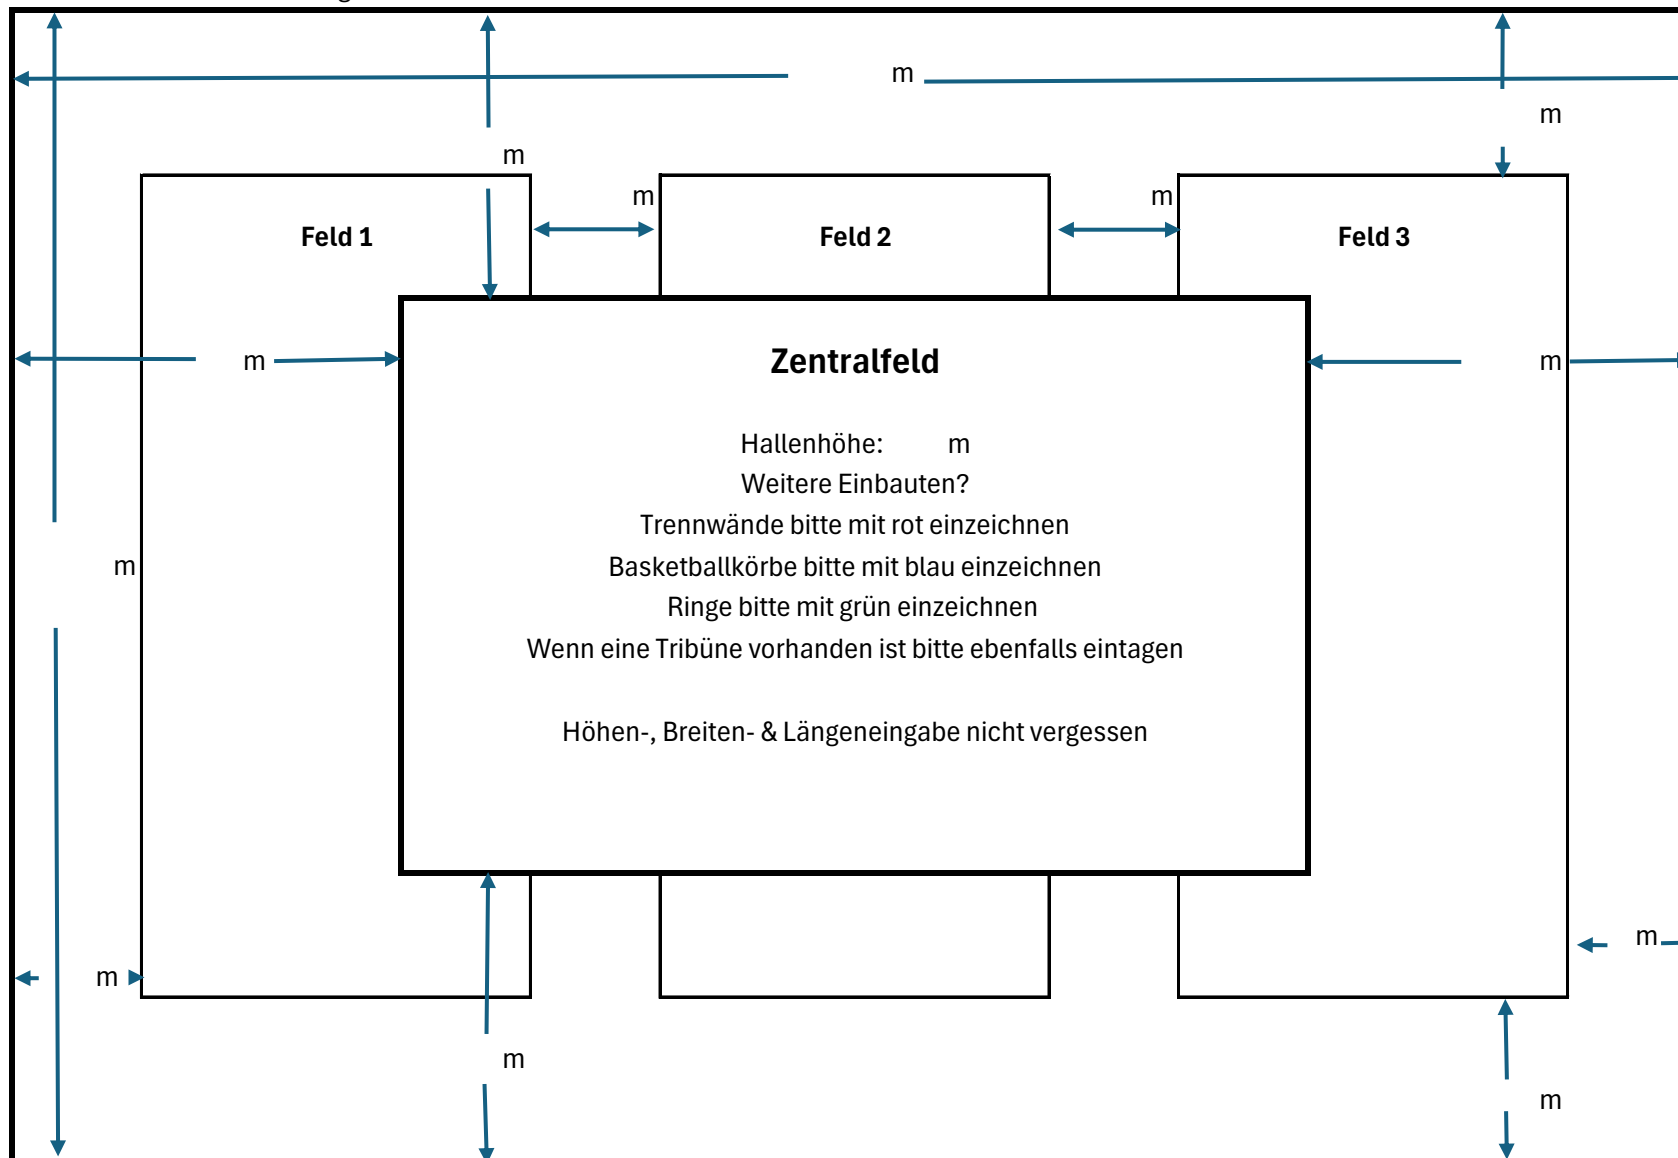 m
m
m
m
m
Feld 1
Feld 2
Feld 3
m
Zentralfeld
m
Hallenhöhe: m
Weitere Einbauten?
Trennwände bitte mit rot einzeichnen
m
Basketballkörbe bitte mit blau einzeichnen
Ringe bitte mit grün einzeichnen
Wenn eine Tribüne vorhanden ist bitte ebenfalls eintagen
Höhen-, Breiten- & Längeneingabe nicht vergessen
m
m
m
m